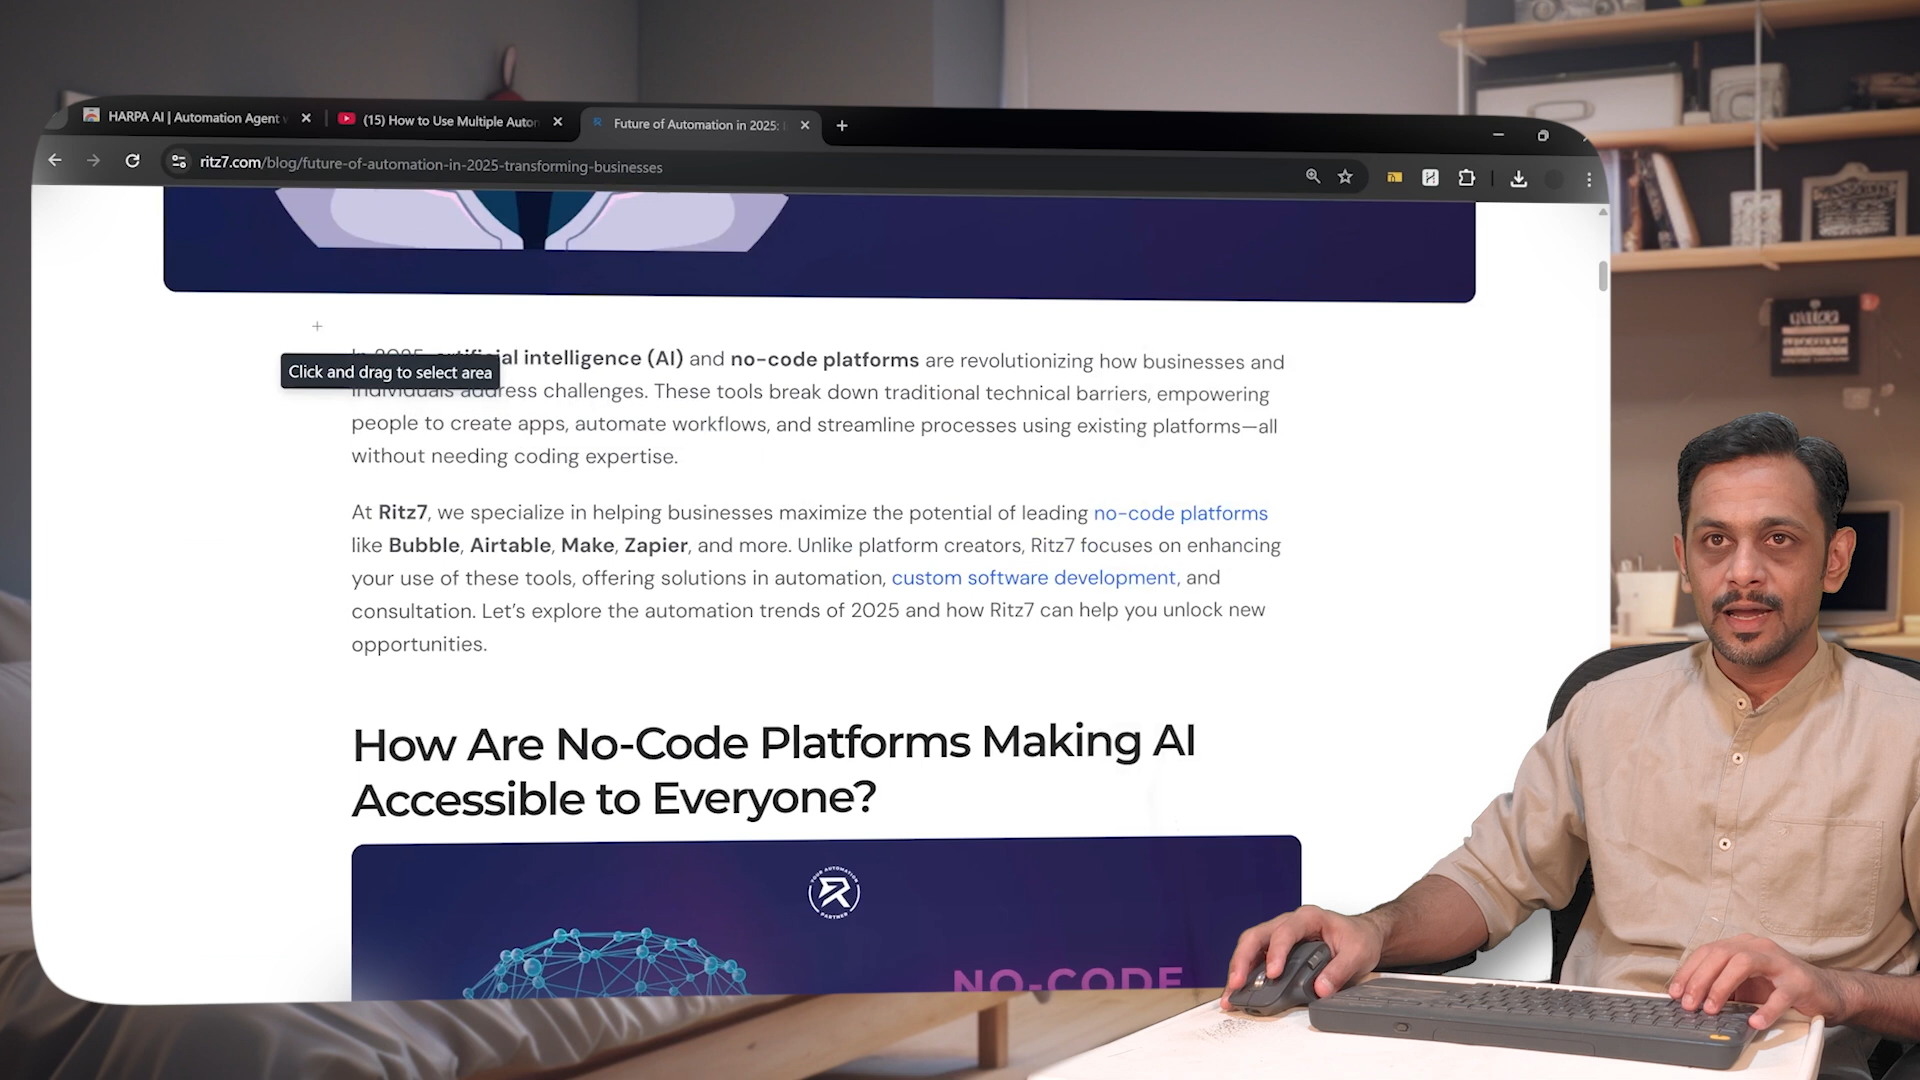 HARPA AI | Automation Agent
(15) How to Use Multiple Autor
Future of Automation in 2025:
ritz7.com/blog/future-of-automation-in-2025-transforming-businesses
Click and drag to select area
artificial intelligence (AI) and no-code platforms are revolutionizing how businesses and
individuals address challenges. These tools break down traditional technical barriers, empowering
people to create apps, automate workflows, and streamline processes using existing platforms—all
without needing coding expertise.
At Ritz7, we specialize in helping businesses maximize the potential of leading no-code platforms
like Bubble, Airtable, Make, Zapier, and more. Unlike platform creators, Ritz7 focuses on enhancing
your use of these tools, offering solutions in automation, custom software development, and
consultation. Let's explore the automation trends of 2025 and how Ritz7 can help you unlock new
opportunities.
How Are No-Code Platforms Making AI
Accessible to Everyone?
YOUR AUTOMATION
PARTNER
NO-CODE